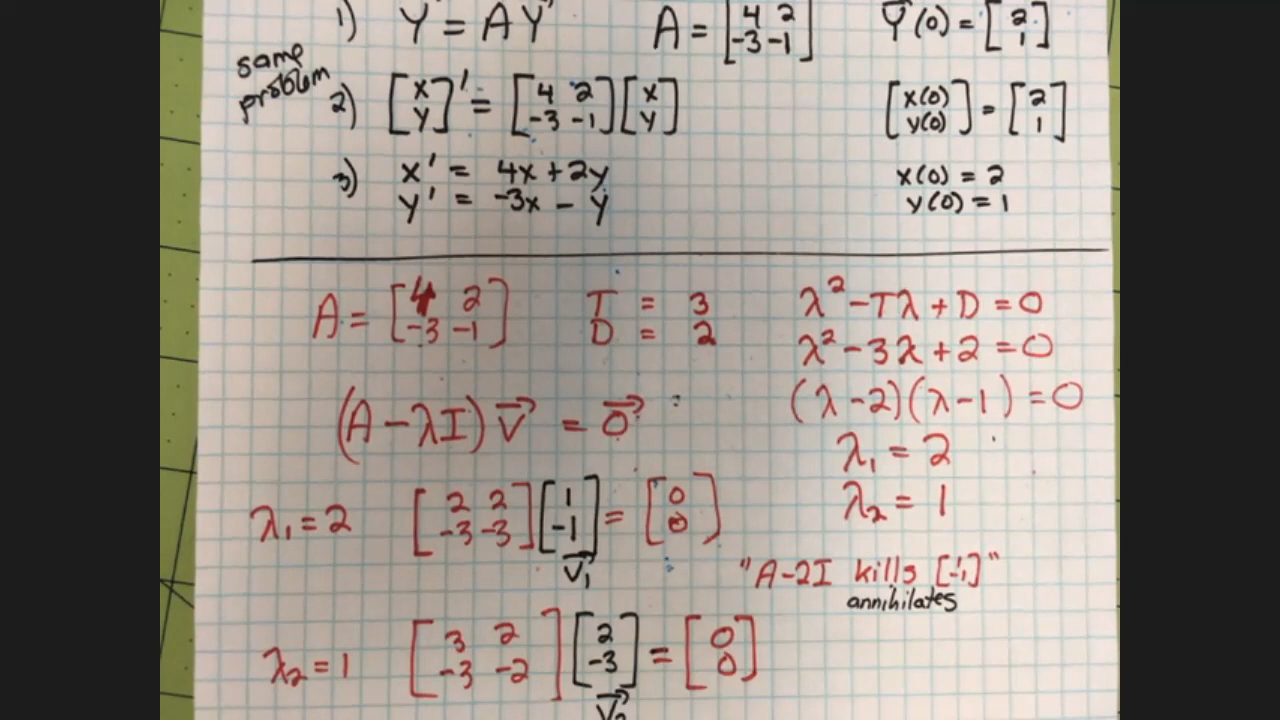 1) Y' = AY A = [4 2 -3 -1] Y(0) = [2 1]
same problem
2) [x y]' = [4 2 -3 -1] [x y] [x(0) y(0)] = [2 1]
3) x' = 4x + 2y x(0) = 2
y' = -3x - y y(0) = 1
A = [4 2 -3 -1] T = 3 D = 2
λ² - Tλ + D = 0
λ² - 3λ + 2 = 0
(λ-2)(λ-1) = 0
λ₁ = 2
λ₂ = 1
(A - λI) v⃗ = 0⃗
λ₁ = 2 [2 2 -3 -3] [1 -1] = [0 0]
v⃗₁
"A-2I kills [1 -1]"
annihilates
λ₂ = 1 [3 2 -3 -2] [2 -3] = [0 0]
v⃗₂